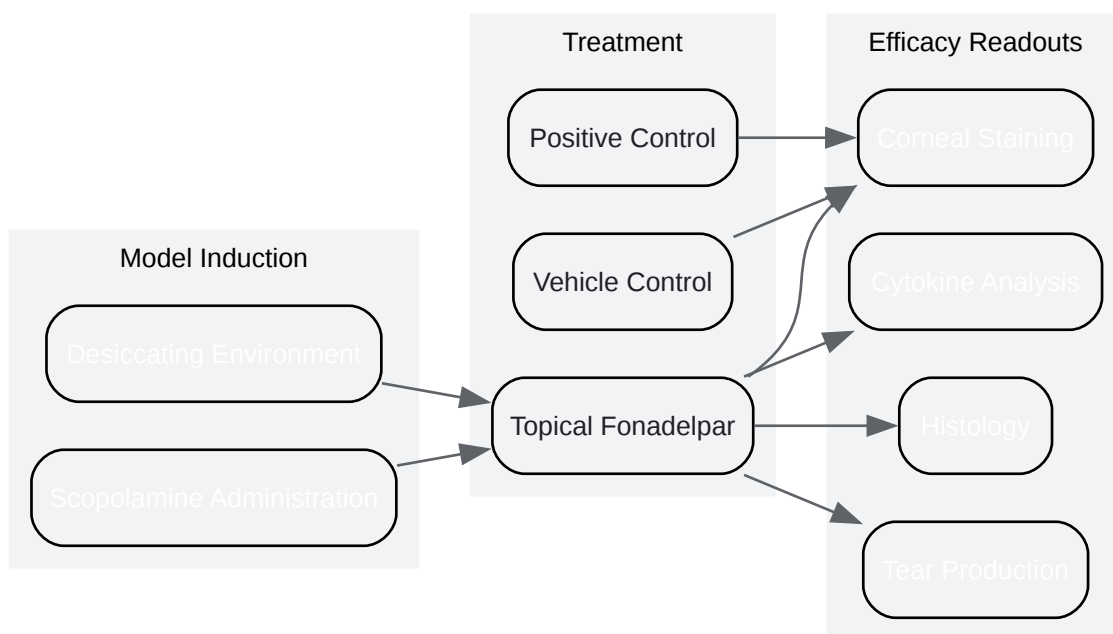 Treatment
Efficacy Readouts
Positive Control
Corneal Staining
Model Induction
Vehicle Control
Cytokine Analysis
Desiccating Environment
Topical Fonadelpar
Histology
Scopolamine Administration
Tear Production